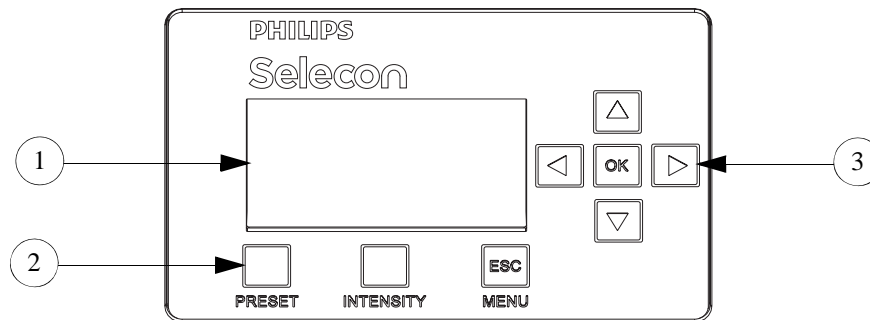 PHILIPS
Selecon
1
OK
3
2
ESC
PRESET INTENSITY MENU